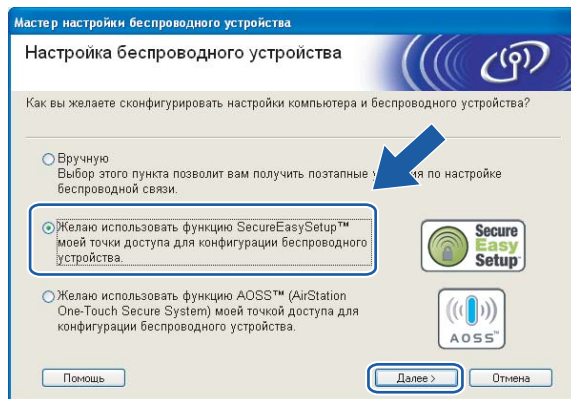 Мастер настройки беспроводного устройства
Настройка беспроводного устройства
Как вы желаете сконфигурировать настройки компьютера и беспроводного устройства?
Вручную
Выбор этого пункта позволит вам получить поэтапные по настройке
беспроводной связи.
Желаю использовать функцию SecureEasySetup™
моей точки доступа для конфигурации беспроводного
устройства.
Secure
Easy
Setup
Желаю использовать функцию AOSS™ (AirStation
One-Touch Secure System) моей точкой доступа для
конфигурации беспроводного устройства.
AOSS™
Помощь
Далее >
Отмена